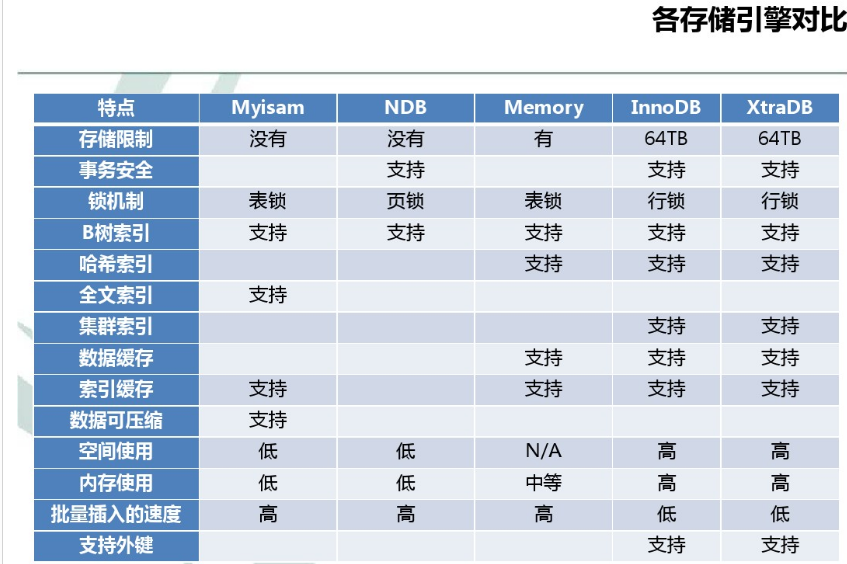 各存储引擎对比
特点 Myisam NDB Memory InnoDB XtraDB
存储限制 没有 没有 有 64TB 64TB
事务安全 支持 支持 支持
锁机制 表锁 页锁 表锁 行锁 行锁
B树索引 支持 支持 支持 支持 支持
哈希索引 支持 支持 支持
全文索引 支持
集群索引 支持 支持
数据缓存 支持 支持 支持
索引缓存 支持 支持 支持 支持
数据可压缩 支持
空间使用 低 低 N/A 高 高
内存使用 低 低 中等 高 高
批量插入的速度 高 高 高 低 低
支持外键 支持 支持